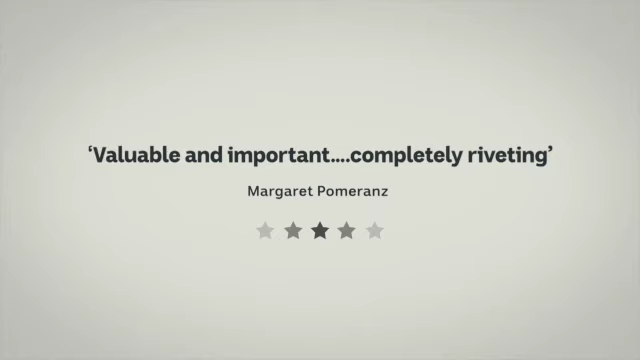 ‘Valuable and important....completely riveting’
Margaret Pomeranz